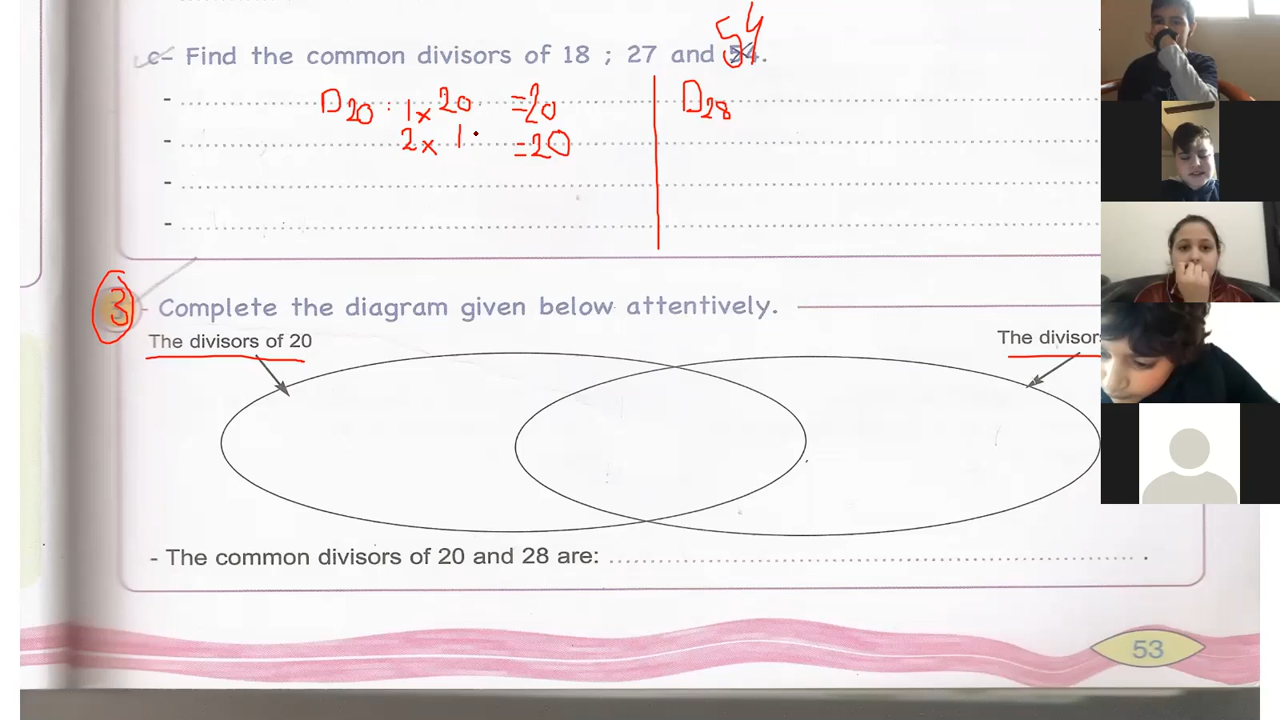 c- Find the common divisors of 18 ; 27 and 54.
54
- D20 : 1 x 20 = 20
D28
- 2 x 1 = 20
-
-
3 - Complete the diagram given below attentively.
The divisors of 20
The divisors
- The common divisors of 20 and 28 are: .
53